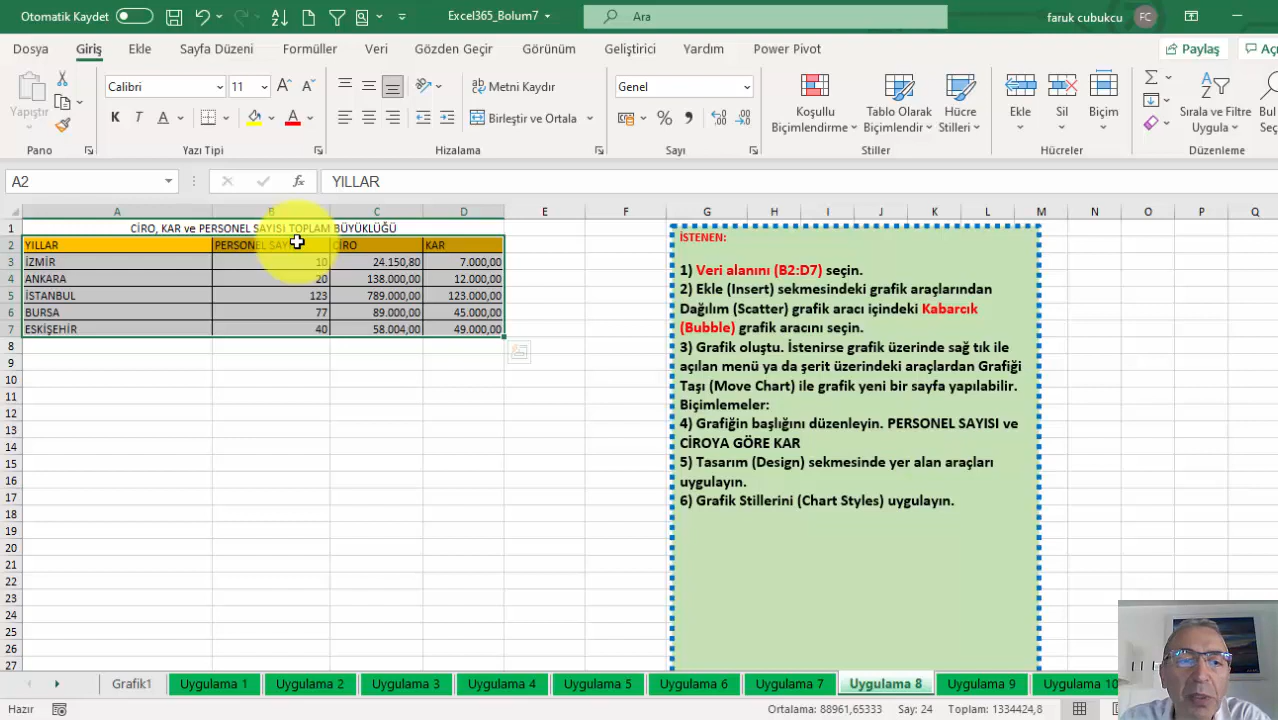 Otomatik Kaydet
Excel365_Bolum7
Ara
faruk cubukcu
FC
Dosya Giriş Ekle Sayfa Düzeni Formüller Veri Gözden Geçir Görünüm Geliştirici Yardım Power Pivot
Paylaş
Yapıştır
Calibri 11
K T A
Metni Kaydır
Birleştir ve Ortala
Genel
Koşullu Biçimlendirme
Tablo Olarak Biçimlendir
Hücre Stilleri
Ekle Sil Biçim
Sırala ve Filtre Uygula
Pano Yazı Tipi Hizalama Sayı Stiller Hücreler Düzenleme
A2 fx YILLAR
A B C D E F G H I J K L M N O P Q
1 CİRO, KAR ve PERSONEL SAYISI TOPLAM BÜYÜKLÜĞÜ
2 YILLAR PERSONEL CİRO KAR
3 İZMİR 10 24.150,80 7.000,00
4 ANKARA 20 138.000,00 12.000,00
5 İSTANBUL 123 789.000,00 123.000,00
6 BURSA 77 89.000,00 45.000,00
7 ESKİŞEHİR 40 58.004,00 49.000,00
8
9
10
11
12
13
14
15
16
17
18
19
20
21
22
23
24
25
26
27
İSTENEN:
1) Veri alanını (B2:D7) seçin.
2) Ekle (Insert) sekmesindeki grafik araçlarından
Dağılım (Scatter) grafik aracı içindeki Kabarcık
(Bubble) grafik aracını seçin.
3) Grafik oluştu. İstenirse grafik üzerinde sağ tık ile
açılan menü ya da şerit üzerindeki araçlardan Grafiği
Taşı (Move Chart) ile grafik yeni bir sayfa yapılabilir.
Biçimlemeler:
4) Grafiğin başlığını düzenleyin. PERSONEL SAYISI ve
CİROYA GÖRE KAR
5) Tasarım (Design) sekmesinde yer alan araçları
uygulayın.
6) Grafik Stillerini (Chart Styles) uygulayın.
Grafik1 Uygulama 1 Uygulama 2 Uygulama 3 Uygulama 4 Uygulama 5 Uygulama 6 Uygulama 7 Uygulama 8 Uygulama 9 Uygulama 10
Hazır
Ortalama: 88961,65333 Say: 24 Toplam: 1334424,8